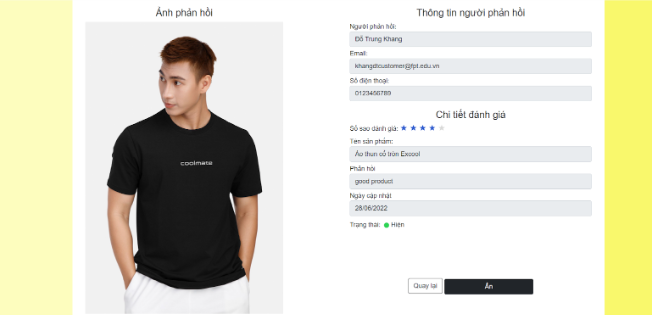 Ảnh phản hồi
coolmate
Thông tin người phản hồi
Người phản hồi:
Đỗ Trung Khang
Email:
khangdtcustomer@fpt.edu.vn
Số điện thoại:
0123456789
Chi tiết đánh giá
Số sao đánh giá:
Tên sản phẩm:
Áo thun cổ tròn Excool
Phản hồi
good product
Ngày cập nhật
28/06/2022
Trạng thái: Hiện
Quay lại
Ẩn